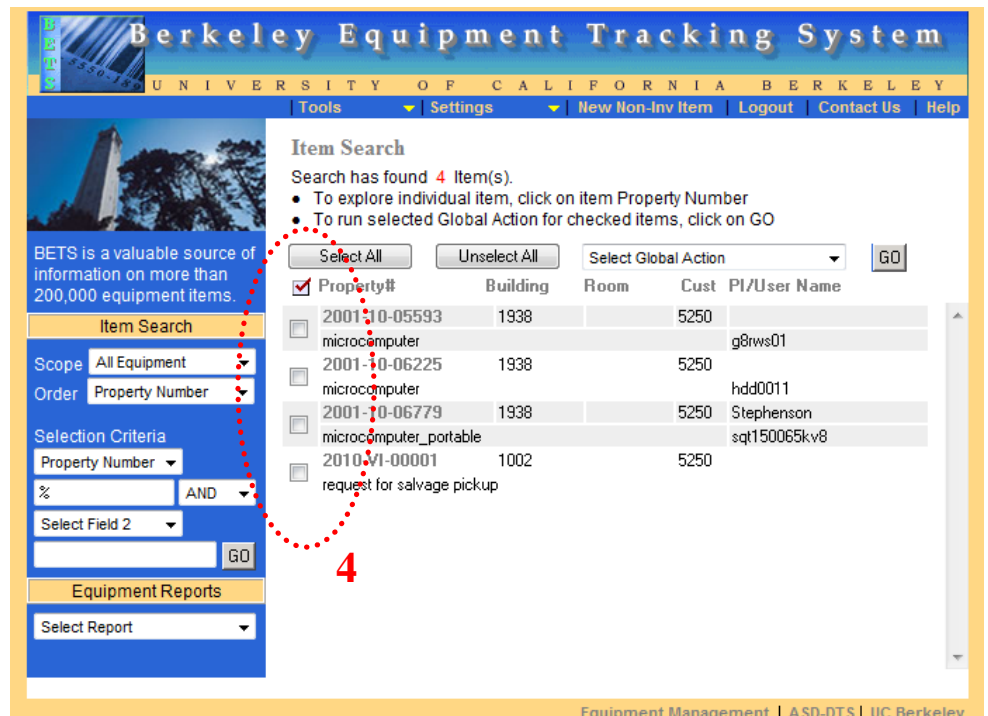 BETS
Berkeley Equipment Tracking System
5550-189
UNIVERSITY OF CALIFORNIA BERKELEY
| Tools | Settings | New Non-Inv Item | Logout | Contact Us | Help
BETS is a valuable source of
information on more than
200,000 equipment items.
Item Search
Scope All Equipment
Order Property Number
Selection Criteria
Property Number
% AND
Select Field 2
GO
Equipment Reports
Select Report
Item Search
Search has found 4 Item(s).
• To explore individual item, click on item Property Number
• To run selected Global Action for checked items, click on GO
Select All Unselect All Select Global Action GO
Property# Building Room Cust PI/User Name
2001-10-05593 1938 5250
microcomputer g8rws01
2001-10-06225 1938 5250
microcomputer hdd0011
2001-10-06779 1938 5250 Stephenson
microcomputer_portable sqt150065kv8
2010-VI-00001 1002 5250
request for salvage pickup
4
Equipment Management | ASD-DTS | UC Berkeley